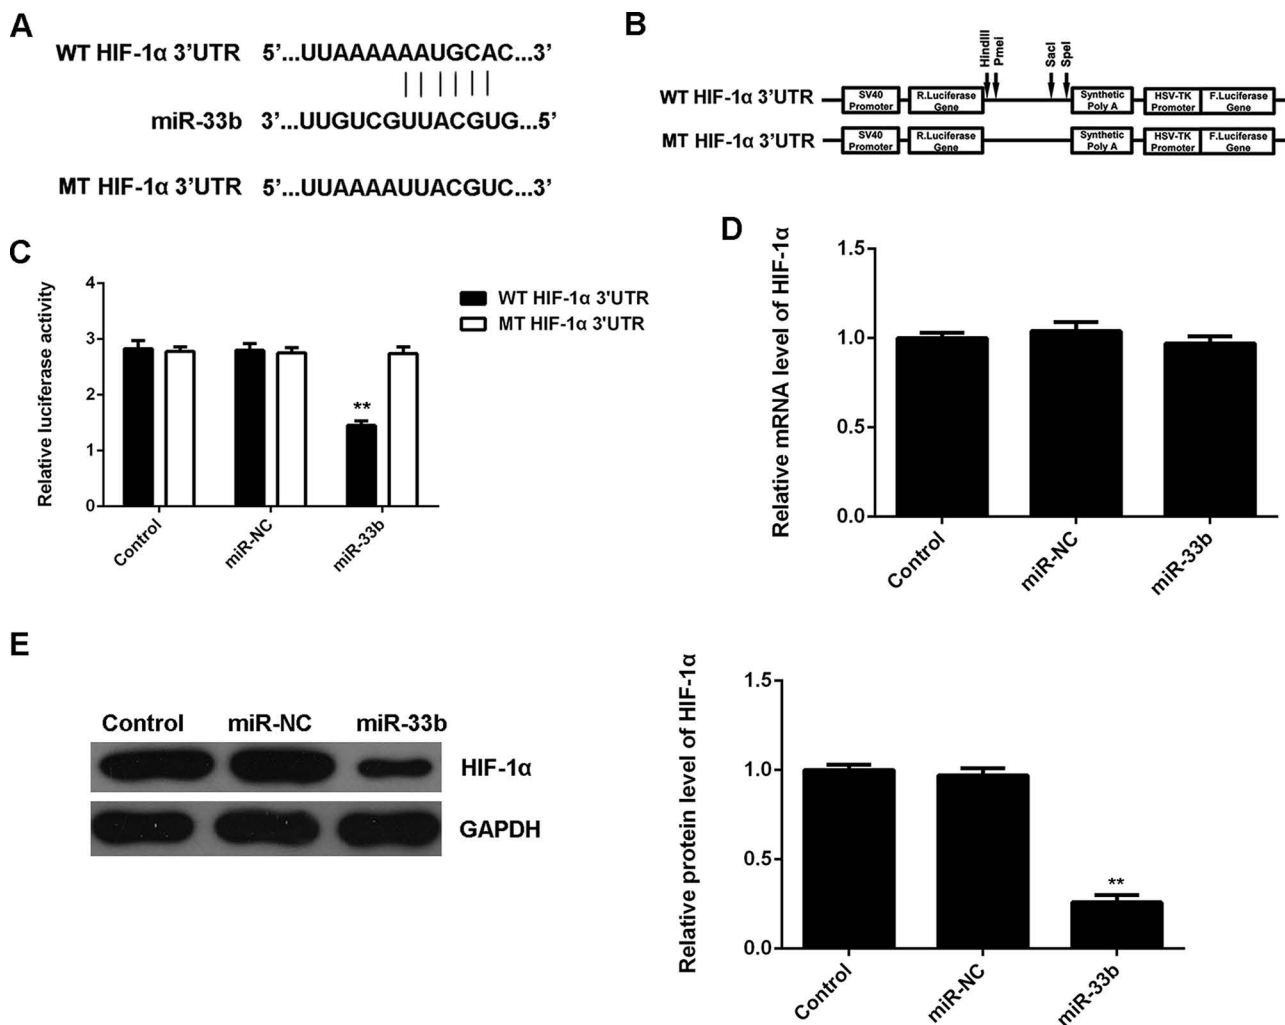 A
WT HIF-1α 3'UTR 5'...UUAAAAAAUGCAC...3'
miR-33b 3'...UUGUCGUUACGUG...5'
MT HIF-1α 3'UTR 5'...UUAAAAUUACGUC...3'
B
HindIII
PmeI
SacI
SpeI
WT HIF-1α 3'UTR
SV40
Promoter
R.Luciferase
Gene
Synthetic
Poly A
HSV-TK
Promoter
F.Luciferase
Gene
MT HIF-1α 3'UTR
SV40
Promoter
R.Luciferase
Gene
Synthetic
Poly A
HSV-TK
Promoter
F.Luciferase
Gene
C
Relative luciferase activity
4
3
2
1
0
**
Control
miR-NC
miR-33b
WT HIF-1α 3'UTR
MT HIF-1α 3'UTR
D
Relative mRNA level of HIF-1α
1.5
1.0
0.5
0.0
Control
miR-NC
miR-33b
E
Control miR-NC miR-33b
HIF-1α
GAPDH
Relative protein level of HIF-1α
1.5
1.0
0.5
0.0
**
Control
miR-NC
miR-33b